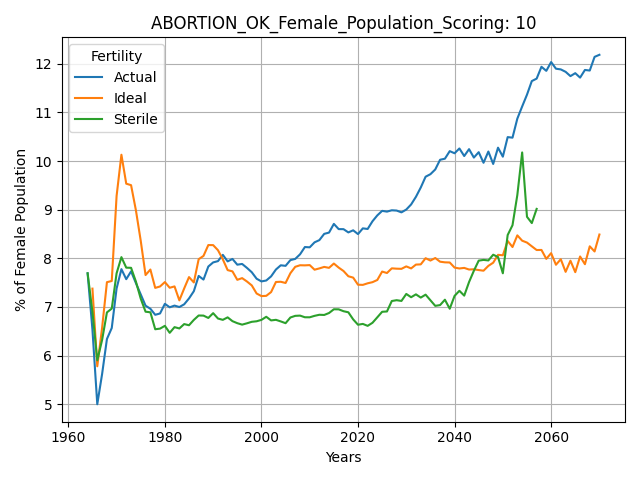 ABORTION_OK_Female_Population_Scoring: 10
Fertility
Actual
Ideal
Sterile
% of Female Population
12
11
10
9
8
7
6
5
1960 1980 2000 2020 2040 2060
Years